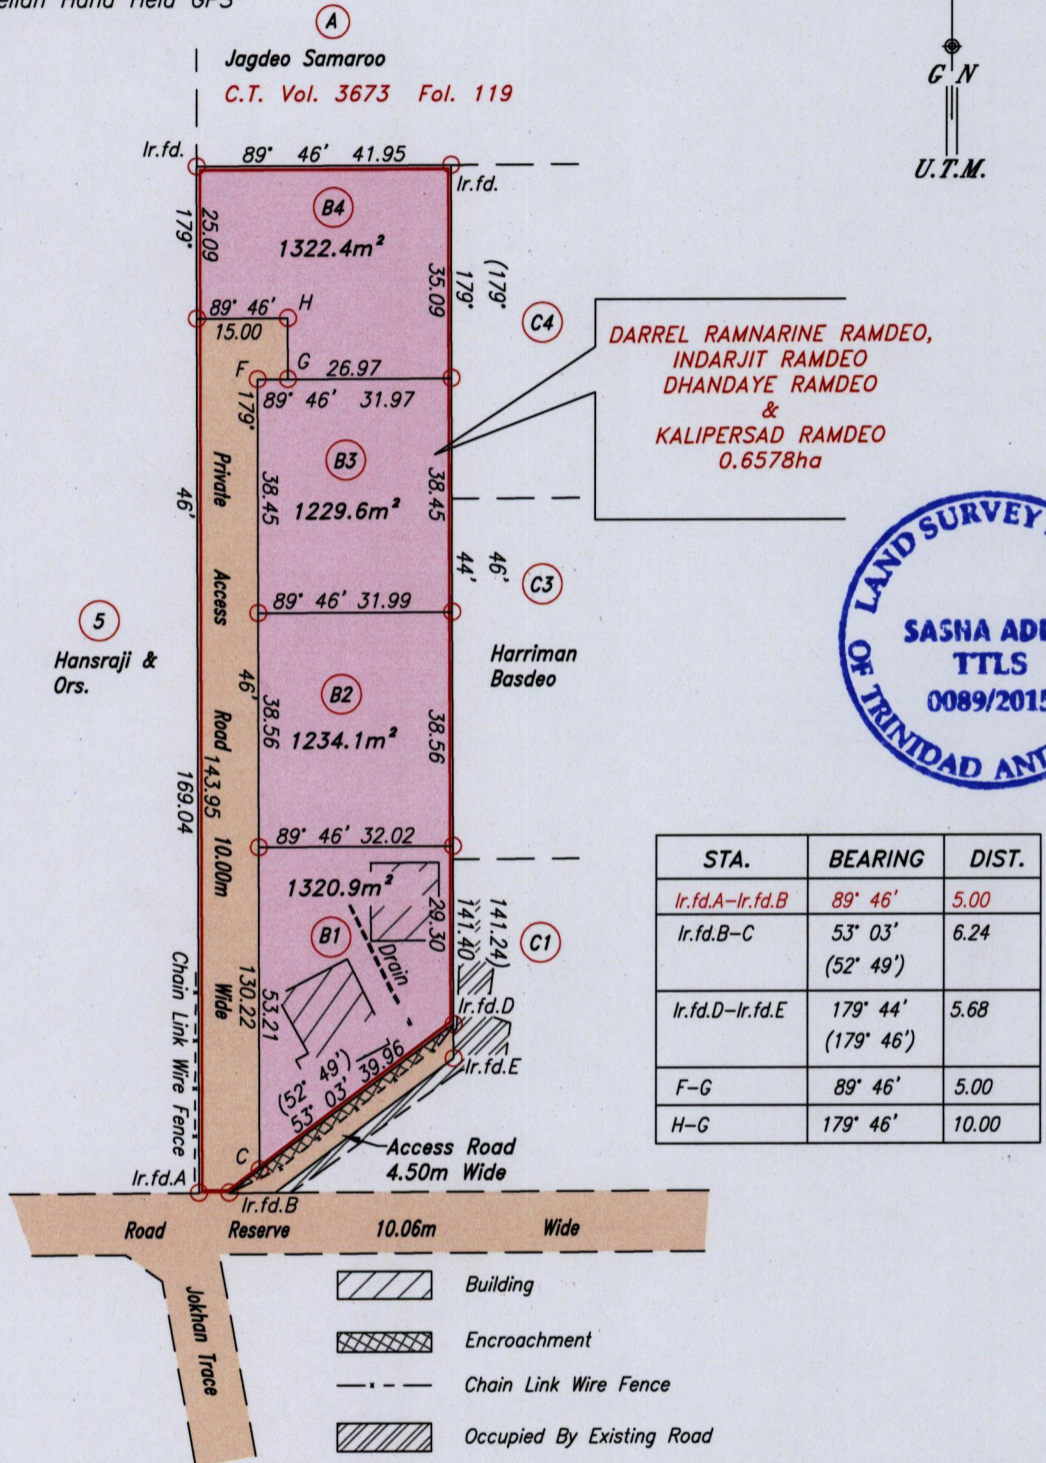 Hand Held GPS
A
Jagdeo Samaroo
C.T. Vol. 3673 Fol. 119
G N
U.T.M.
Ir.fd.
89° 46' 41.95
Ir.fd.
179°
25.09
B4
1322.4m²
35.09
179°
(179°
C4
89° 46'
15.00
H
F
G
26.97
89° 46' 31.97
179°
DARREL RAMNARINE RAMDEO,
INDARJIT RAMDEO
DHANDAYE RAMDEO
&
KALIPERSAD RAMDEO
0.6578ha
B3
1229.6m²
38.45
38.45
Private Access Road 10.00m Wide
46'
44'
46'
C3
89° 46' 31.99
5
Hansraji &
Ors.
Harriman
Basdeo
LAND SURVEY
OF TRINIDAD AND
SASHA
TTLS
0089/2015
B2
1234.1m²
46'
38.56
38.56
169.04
143.95
89° 46' 32.02
1320.9m²
B1
29.30
141.40
141.24)
C1
Drain
130.22
53.21
Chain Link Wire Fence
(52° 49')
53° 03' 39.96
Ir.fd.D
Ir.fd.E
C
Access Road
4.50m Wide
Ir.fd.A
Ir.fd.B
Road Reserve 10.06m Wide
Jokhan Trace
STA. BEARING DIST.
Ir.fd.A-Ir.fd.B 89° 46' 5.00
Ir.fd.B-C 53° 03' 6.24
(52° 49')
Ir.fd.D-Ir.fd.E 179° 44' 5.68
(179° 46')
F-G 89° 46' 5.00
H-G 179° 46' 10.00
Building
Encroachment
Chain Link Wire Fence
Occupied By Existing Road